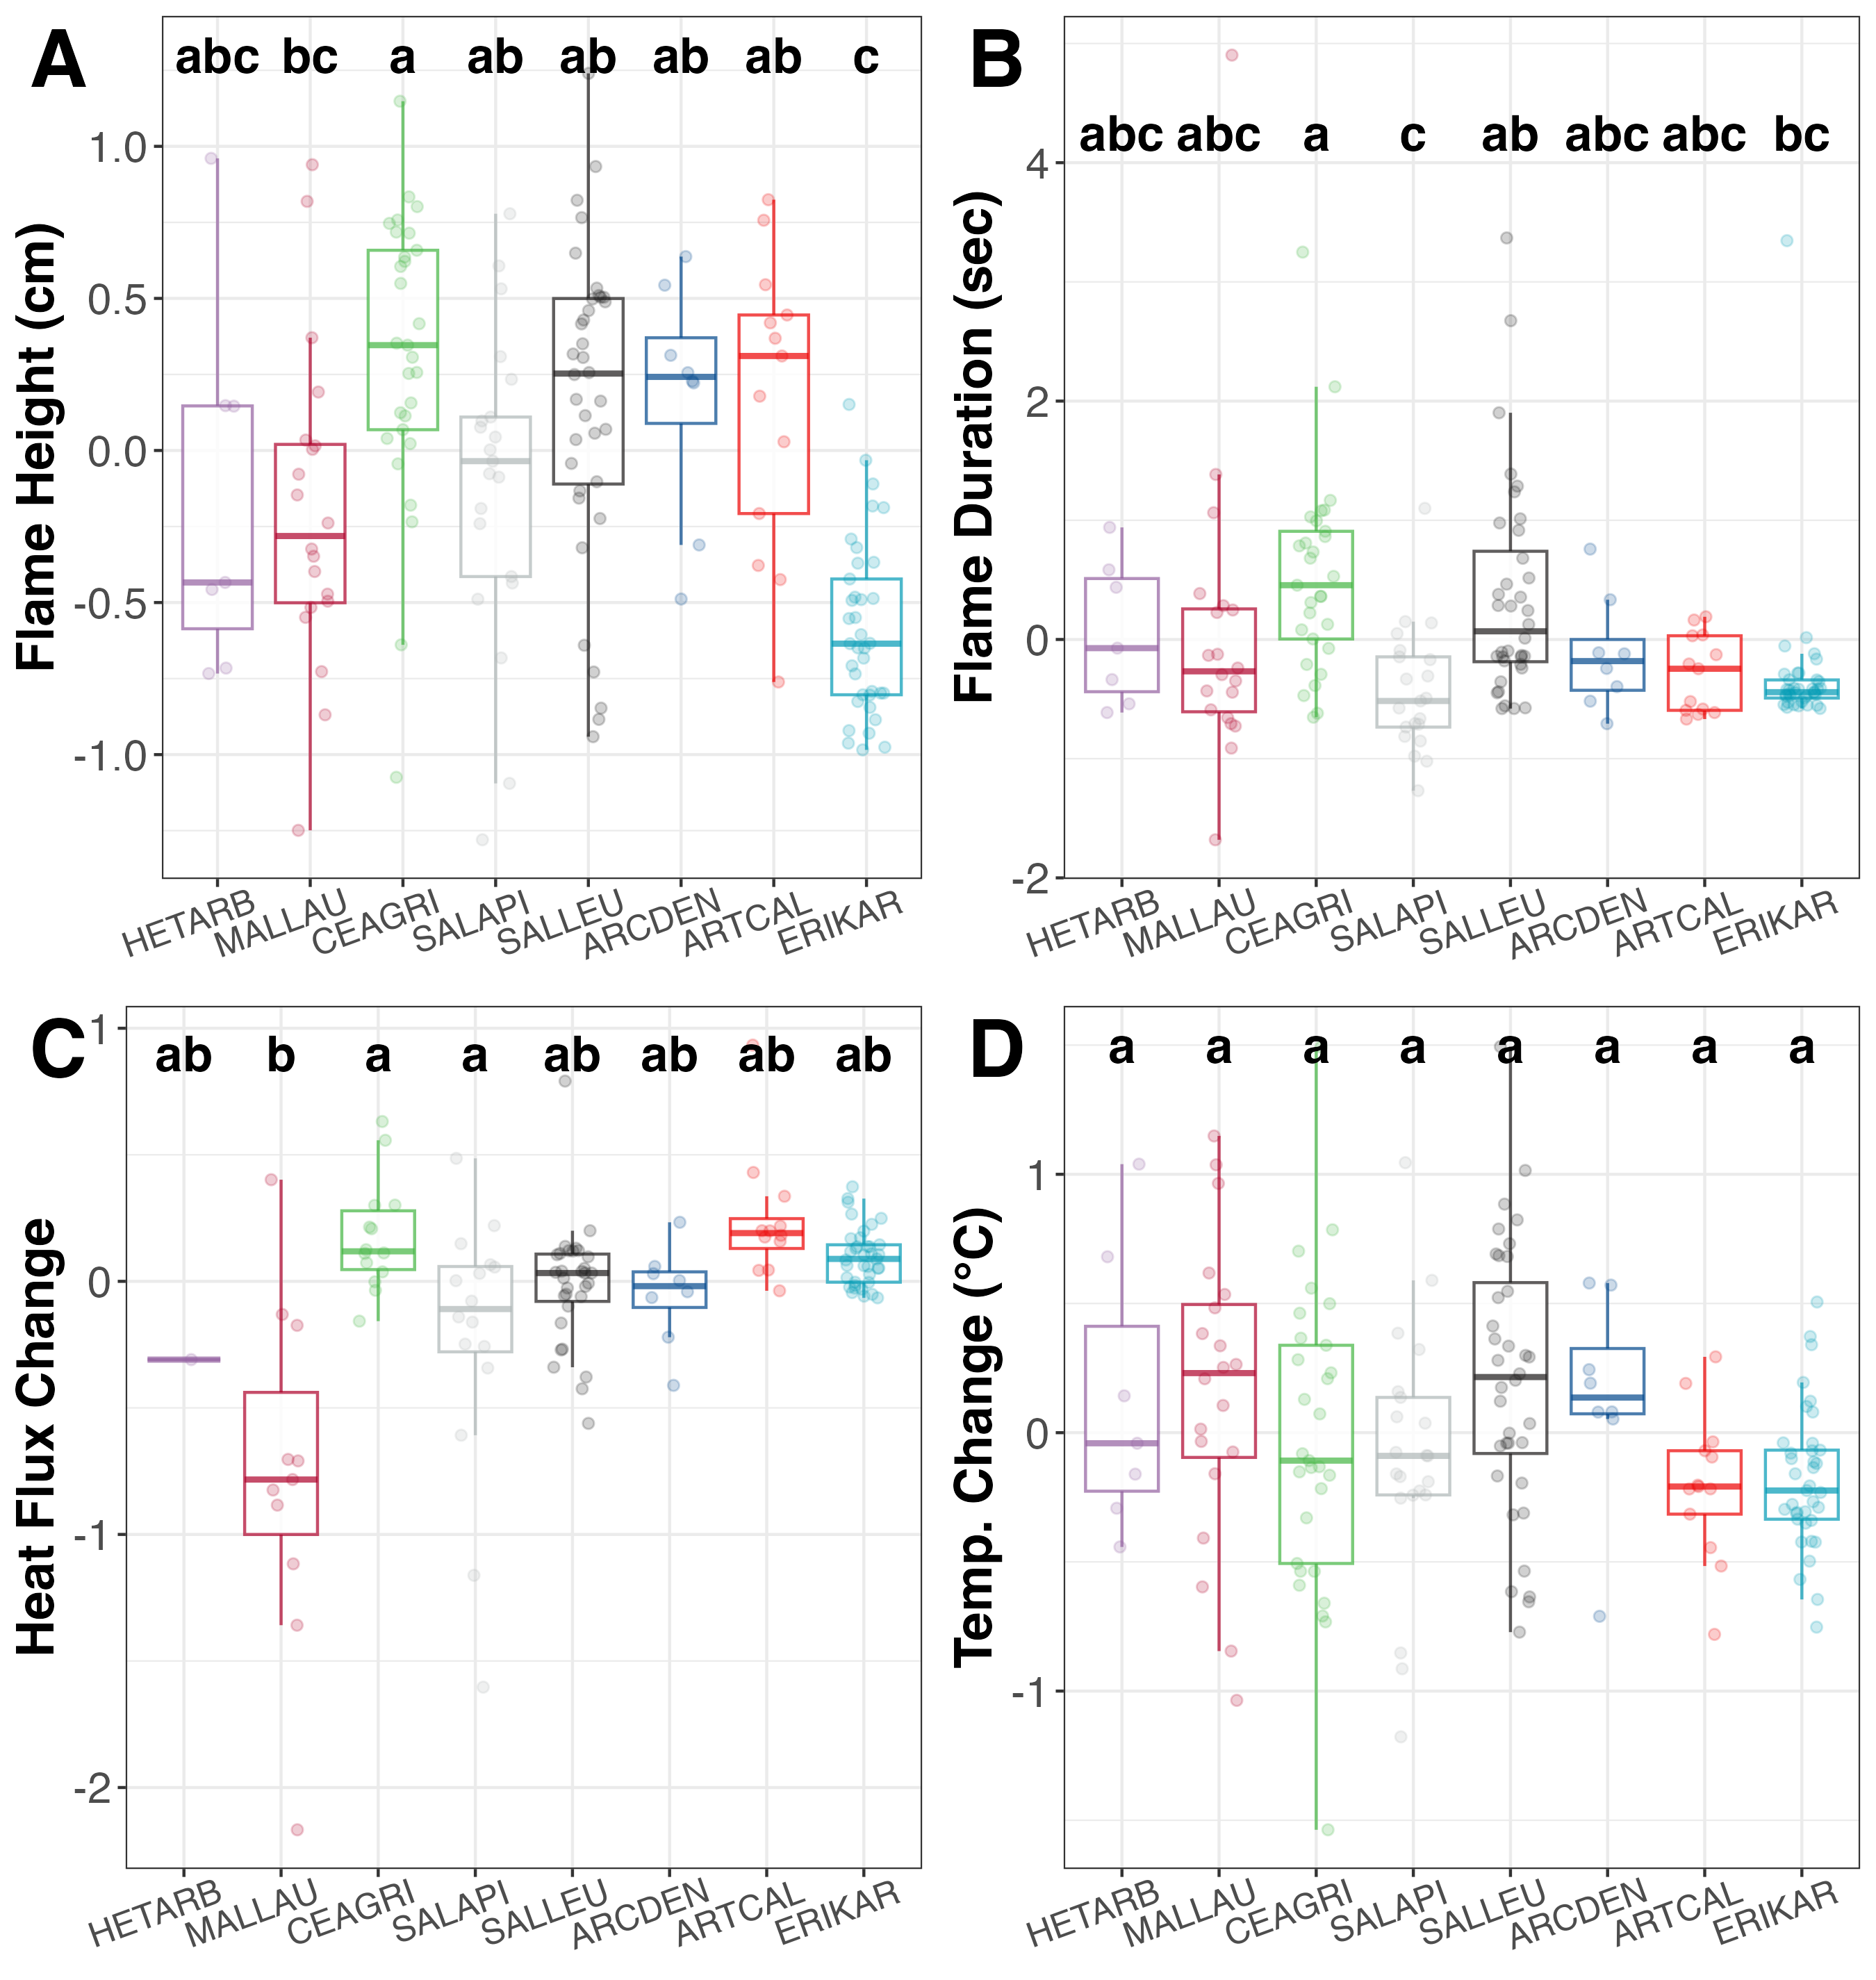 A
abc bc a ab ab ab ab c
Flame Height (cm)
1.0
0.5
0.0
-0.5
-1.0
HETARB MALLAU CEAGRI SALAPI SALLEU ARCDEN ARTCAL ERIKAR
B
abc abc a c ab abc abc bc
Flame Duration (sec)
4
2
0
-2
HETARB MALLAU CEAGRI SALAPI SALLEU ARCDEN ARTCAL ERIKAR
C
ab b a a ab ab ab ab
Heat Flux Change
1
0
-1
-2
HETARB MALLAU CEAGRI SALAPI SALLEU ARCDEN ARTCAL ERIKAR
D
a a a a a a a a
Temp. Change (°C)
1
0
-1
HETARB MALLAU CEAGRI SALAPI SALLEU ARCDEN ARTCAL ERIKAR